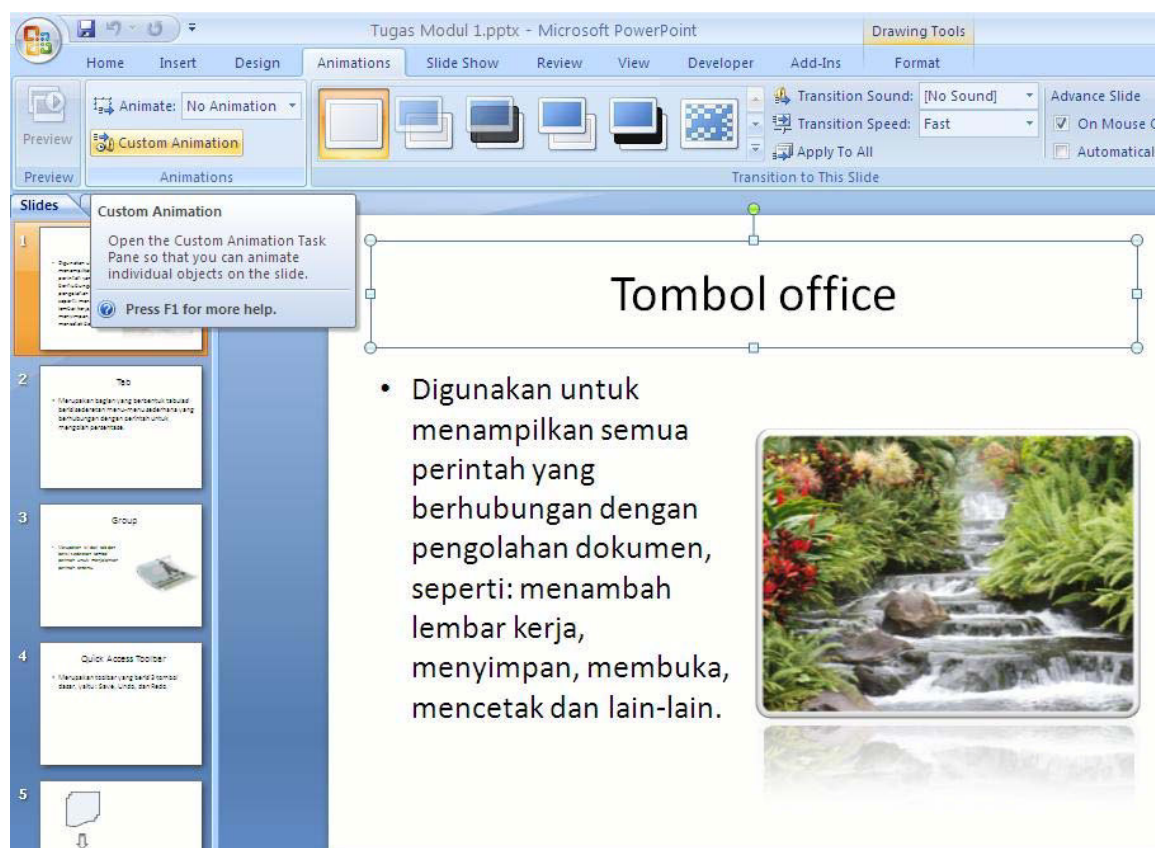 Tugas Modul 1.pptx - Microsoft PowerPoint
Drawing Tools
Home Insert Design Animations Slide Show Review View Developer Add-Ins Format
Preview
Animate: No Animation
Custom Animation
Transition Sound: [No Sound]
Transition Speed: Fast
Apply To All
Advance Slide
On Mouse
Automatical
Preview Animations Transition to This Slide
Slides
Custom Animation
Open the Custom Animation Task
Pane so that you can animate
individual objects on the slide.
Press F1 for more help.
1
2
Tab
3
Group
4
Quick Access Toolbar
5
Tombol office
• Digunakan untuk
menampilkan semua
perintah yang
berhubungan dengan
pengolahan dokumen,
seperti: menambah
lembar kerja,
menyimpan, membuka,
mencetak dan lain-lain.